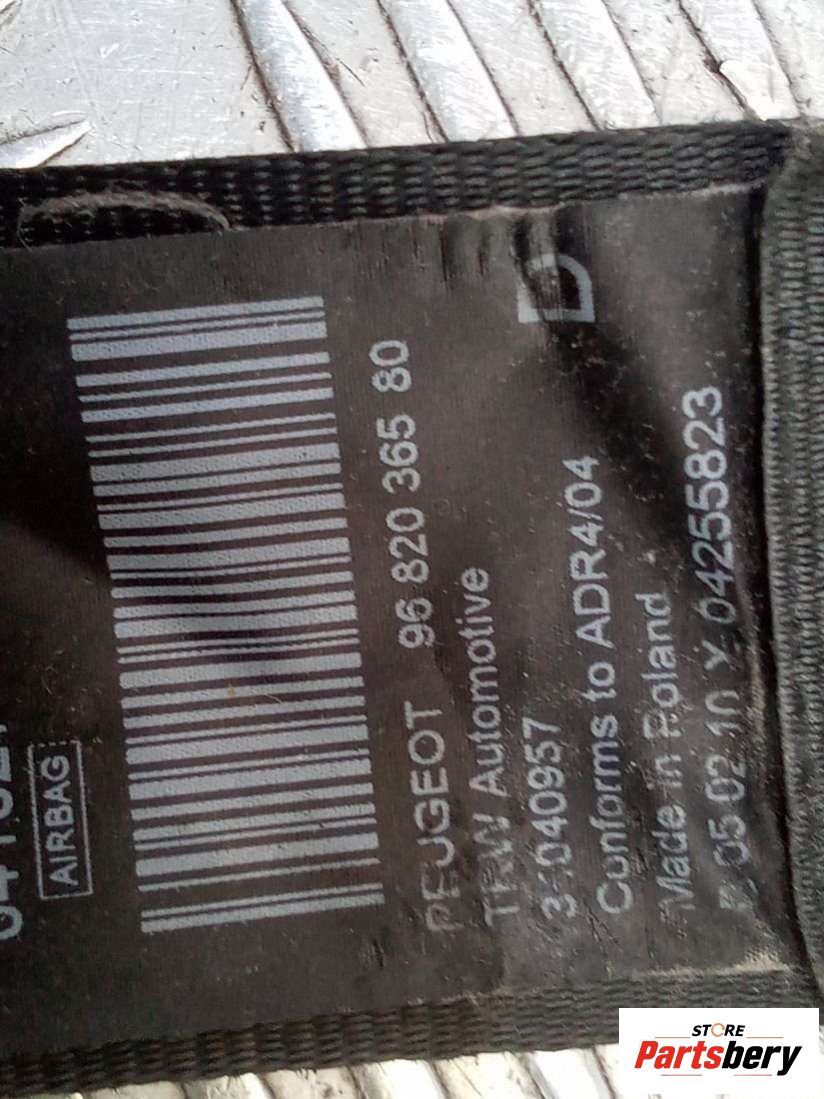 AIRBAG
PEUGEOT 96 820 365 80
TRW Automotive
D
Conforms to ADR4/04
Made in Poland
05 02 10 Y 04255823
STORE
Partsbery